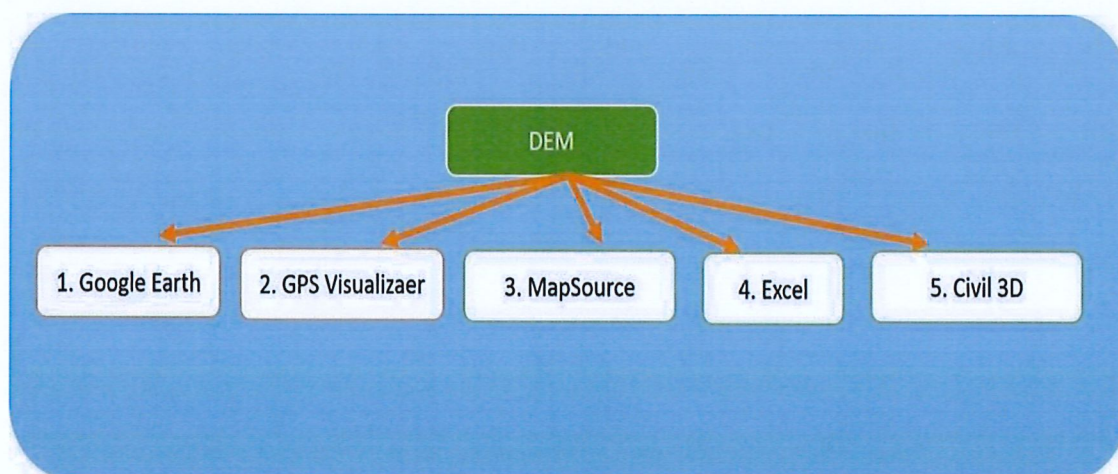 DEM
1. Google Earth
2. GPS Visualizaer
3. MapSource
4. Excel
5. Civil 3D